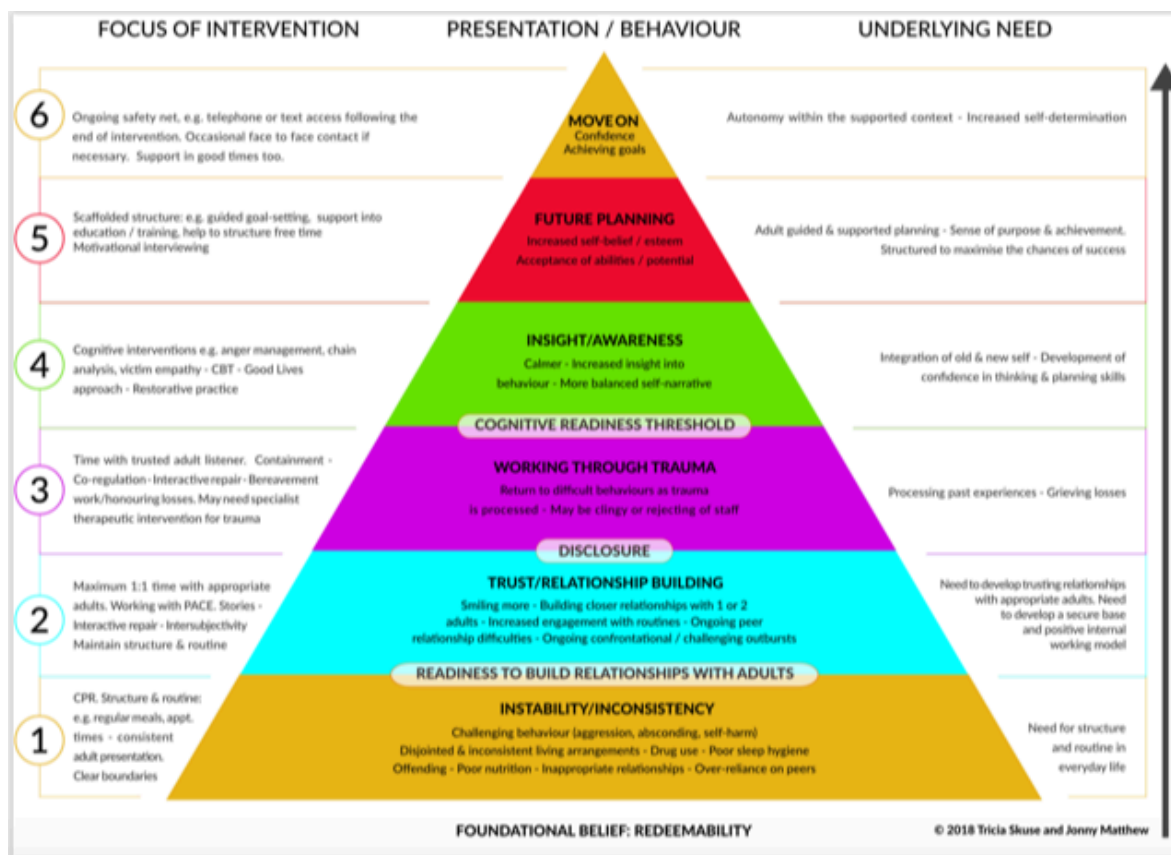 FOCUS OF INTERVENTION
PRESENTATION / BEHAVIOUR
UNDERLYING NEED
6
Ongoing safety net, e.g. telephone or text access following the
end of intervention. Occasional face to face contact if
necessary. Support in good times too.
MOVE ON
Confidence
Achieving goals
Autonomy within the supported context - Increased self-determination
5
Scaffolded structure: e.g. guided goal-setting, support into
education / training, help to structure free time
Motivational interviewing
FUTURE PLANNING
Increased self-belief / esteem
Acceptance of abilities / potential
Adult guided & supported planning - Sense of purpose & achievement.
Structured to maximise the chances of success
4
Cognitive interventions e.g. anger management, chain
analysis, victim empathy - CBT - Good Lives
approach - Restorative practice
INSIGHT/AWARENESS
Calmer - Increased insight into
behaviour - More balanced self-narrative
Integration of old & new self - Development of
confidence in thinking & planning skills
COGNITIVE READINESS THRESHOLD
3
Time with trusted adult listener. Containment -
Co-regulation - Interactive repair - Bereavement
work/honouring losses. May need specialist
therapeutic intervention for trauma
WORKING THROUGH TRAUMA
Return to difficult behaviours as trauma
is processed - May be clingy or rejecting of staff
Processing past experiences - Grieving losses
DISCLOSURE
2
Maximum 1:1 time with appropriate
adults. Working with PACE. Stories -
Interactive repair - Intersubjectivity
Maintain structure & routine
TRUST/RELATIONSHIP BUILDING
Smiling more - Building closer relationships with 1 or 2
adults - Increased engagement with routines - Ongoing peer
relationship difficulties - Ongoing confrontational / challenging outbursts
Need to develop trusting relationships
with appropriate adults. Need
to develop a secure base
and positive internal
working model
READINESS TO BUILD RELATIONSHIPS WITH ADULTS
1
CPR. Structure & routine:
e.g. regular meals, appt.
times - consistent
adult presentation.
Clear boundaries
INSTABILITY/INCONSISTENCY
Challenging behaviour (aggression, absconding, self-harm)
Disjointed & inconsistent living arrangements - Drug use - Poor sleep hygiene
Offending - Poor nutrition - Inappropriate relationships - Over-reliance on peers
Need for structure
and routine in
everyday life
FOUNDATIONAL BELIEF: REDEEMABILITY
© 2018 Tricia Skuse and Jonny Matthew